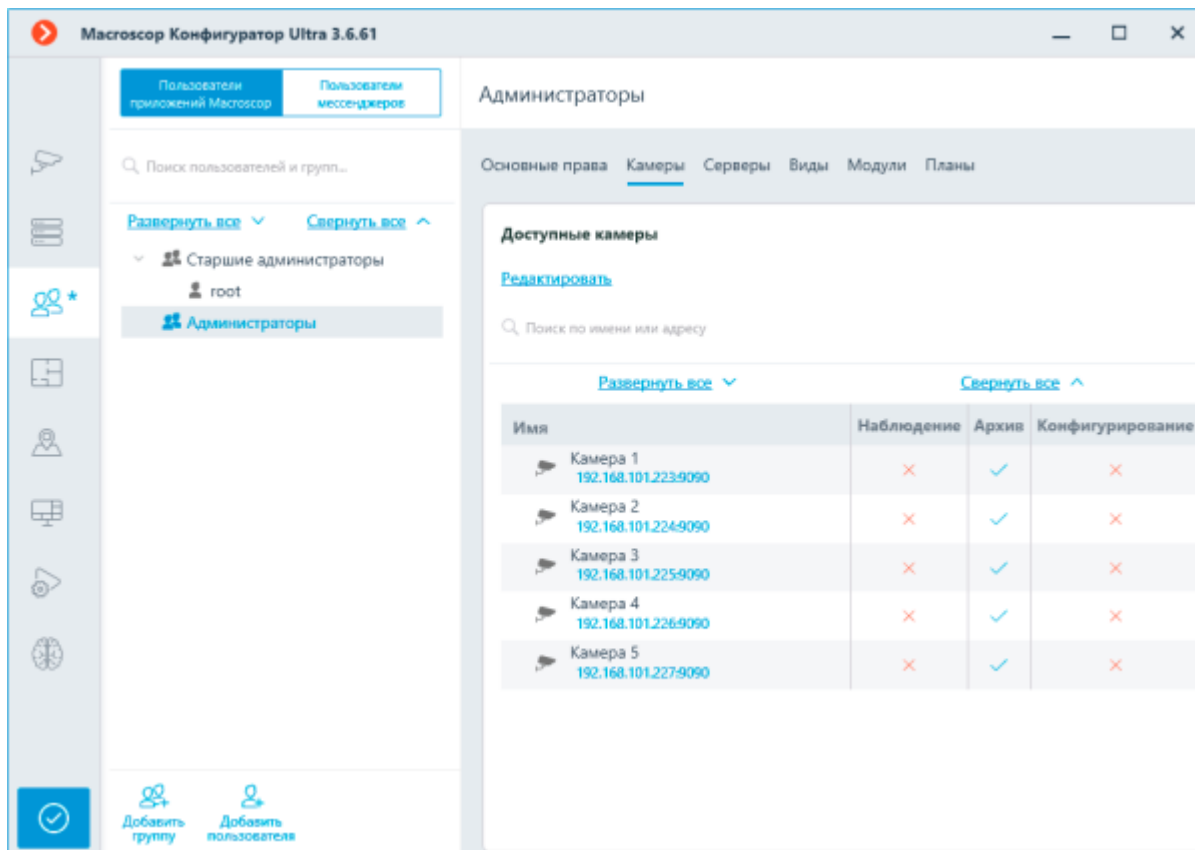 Macroscop Конфигуратор Ultra 3.6.61
Пользователи приложений Macroscop
Пользователи мессенджеров
Поиск пользователей и групп...
Развернуть все
Свернуть все
Старшие администраторы
root
Администраторы
Добавить группу
Добавить пользователя
Администраторы
Основные права Камеры Серверы Виды Модули Планы
Доступные камеры
Редактировать
Поиск по имени или адресу
Развернуть все Свернуть все
Имя Наблюдение Архив Конфигурирование
Камера 1
192.168.101.223:9090
Камера 2
192.168.101.224:9090
Камера 3
192.168.101.225:9090
Камера 4
192.168.101.226:9090
Камера 5
192.168.101.227:9090